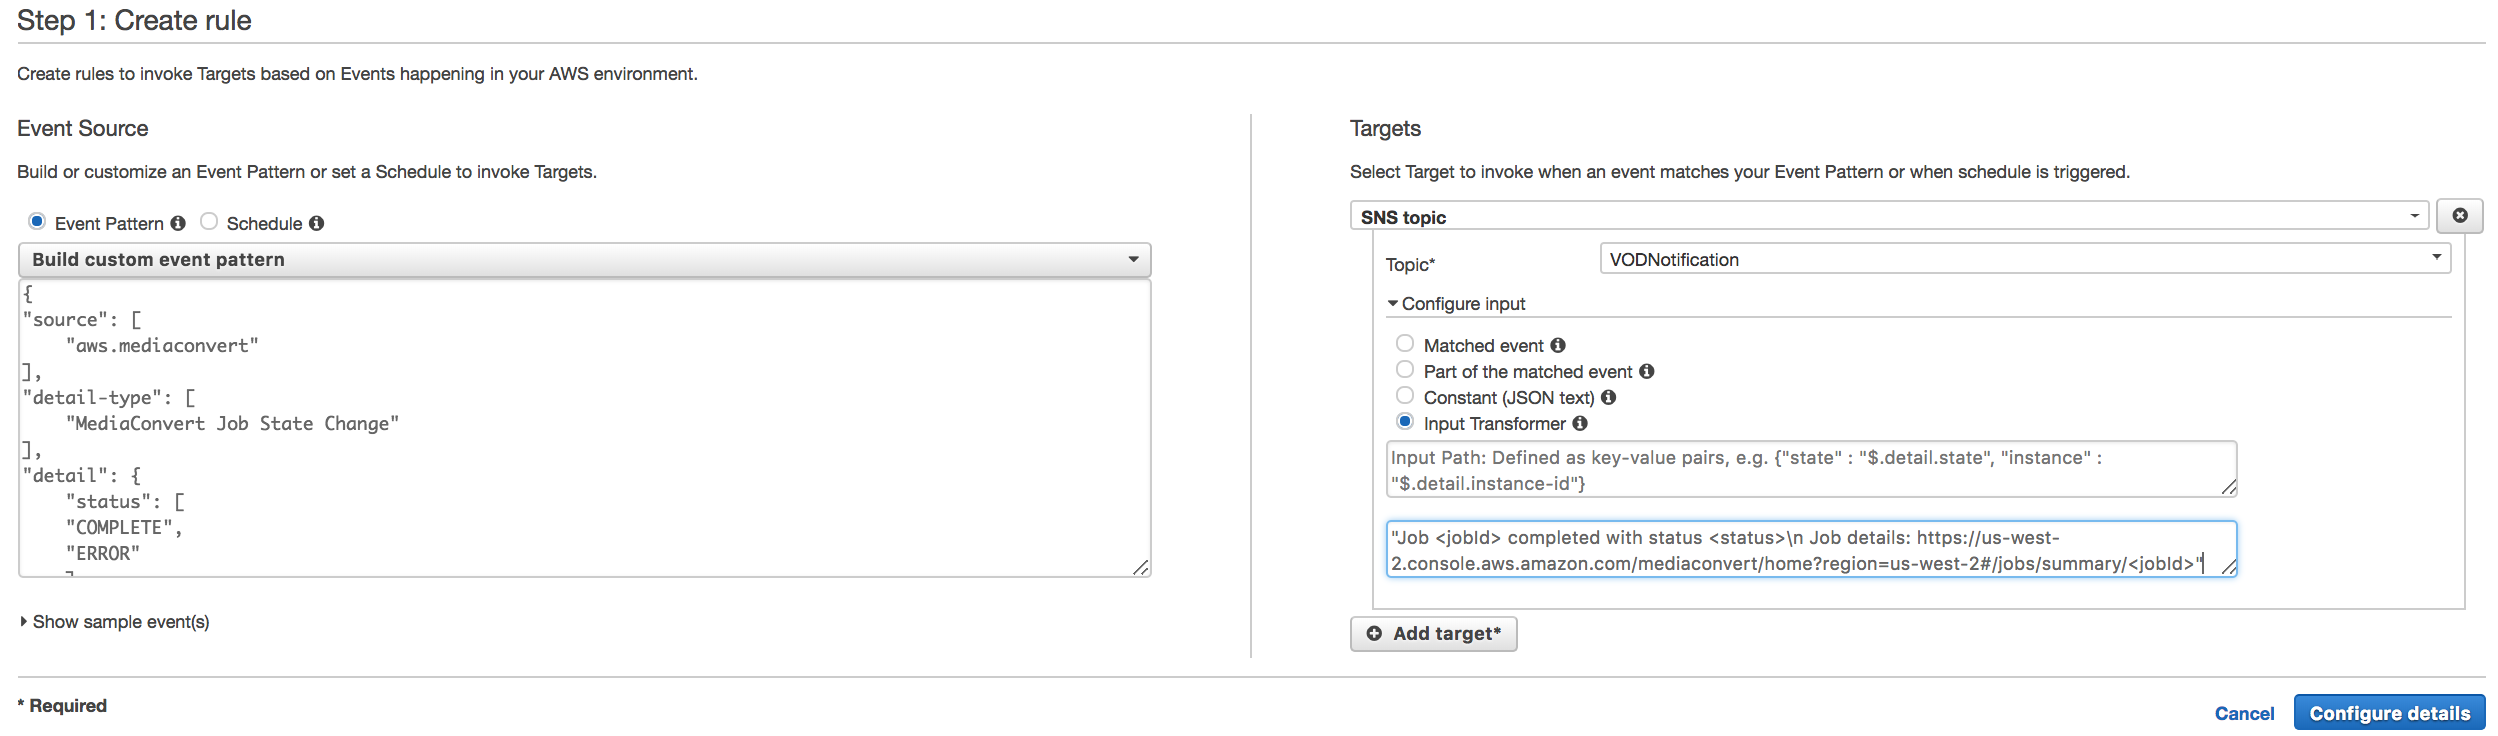 Step 1: Create rule
Create rules to invoke Targets based on Events happening in your AWS environment.
Event Source
Build or customize an Event Pattern or set a Schedule to invoke Targets.
Event Pattern
Schedule
Build custom event pattern
{
"source": [
"aws.mediaconvert"
],
"detail-type": [
"MediaConvert Job State Change"
],
"detail": {
"status": [
"COMPLETE",
"ERROR"
Show sample event(s)
Targets
Select Target to invoke when an event matches your Event Pattern or when schedule is triggered.
SNS topic
Topic*
VODNotification
Configure input
Matched event
Part of the matched event
Constant (JSON text)
Input Transformer
Input Path: Defined as key-value pairs, e.g. {"state" : "$.detail.state", "instance" :
"$.detail.instance-id"}
"Job <jobId> completed with status <status>\n Job details: https://us-west-
2.console.aws.amazon.com/mediaconvert/home?region=us-west-2#/jobs/summary/<jobId>"
Add target*
* Required
Cancel
Configure details